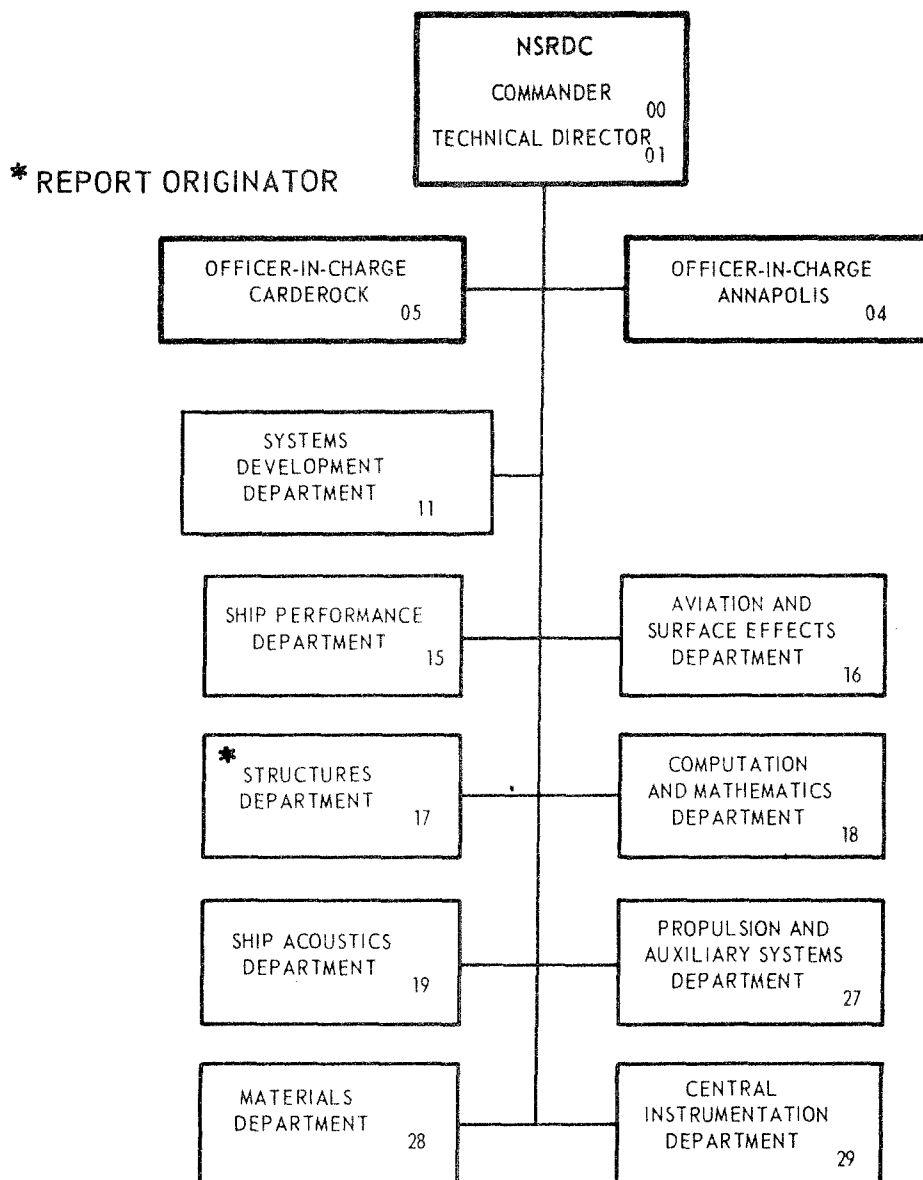 NSRDC
COMMANDER
00
TECHNICAL DIRECTOR
01
* REPORT ORIGINATOR
OFFICER-IN-CHARGE
CARDEROCK
05
OFFICER-IN-CHARGE
ANNAPOLIS
04
SYSTEMS
DEVELOPMENT
DEPARTMENT
11
SHIP PERFORMANCE
DEPARTMENT
15
AVIATION AND
SURFACE EFFECTS
DEPARTMENT
16
*
STRUCTURES
DEPARTMENT
17
COMPUTATION
AND MATHEMATICS
DEPARTMENT
18
SHIP ACOUSTICS
DEPARTMENT
19
PROPULSION AND
AUXILIARY SYSTEMS
DEPARTMENT
27
MATERIALS
DEPARTMENT
28
CENTRAL
INSTRUMENTATION
DEPARTMENT
29